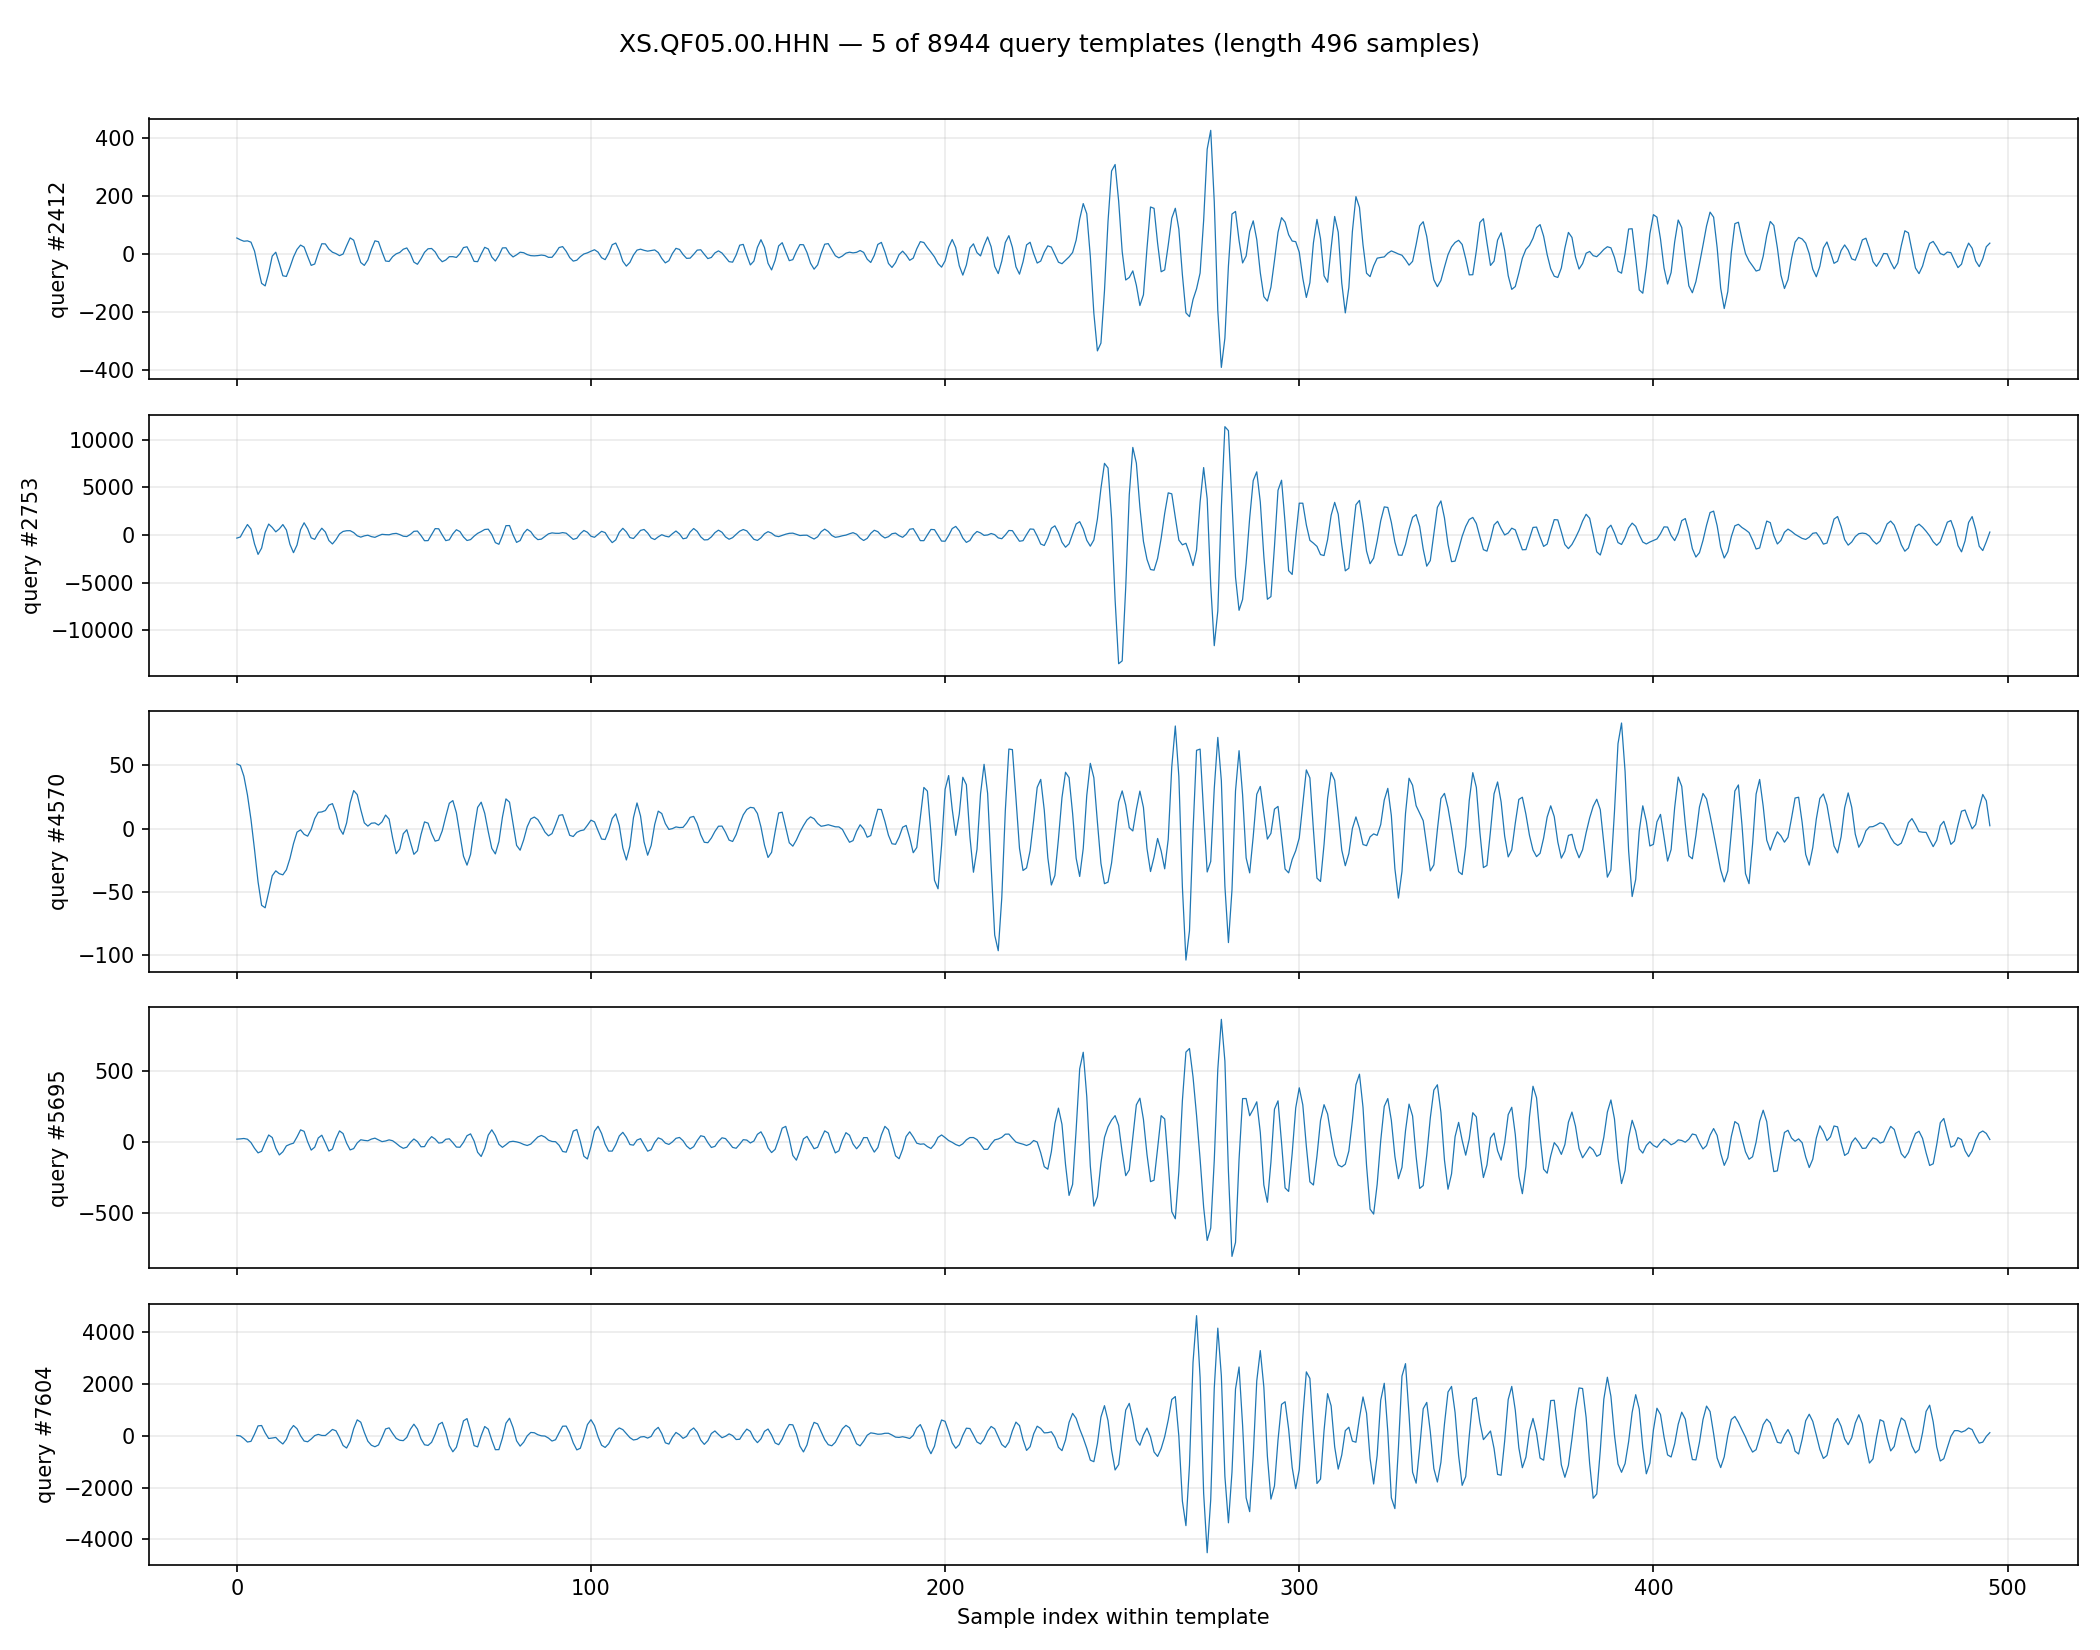 XS.QF05.00.HHN — 5 of 8944 query templates (length 496 samples)
400
200
0
−200
−400
query #2412
10000
5000
0
−5000
−10000
query #2753
50
0
−50
−100
query #4570
500
0
−500
query #5695
4000
2000
0
−2000
−4000
query #7604
0 100 200 300 400 500
Sample index within template